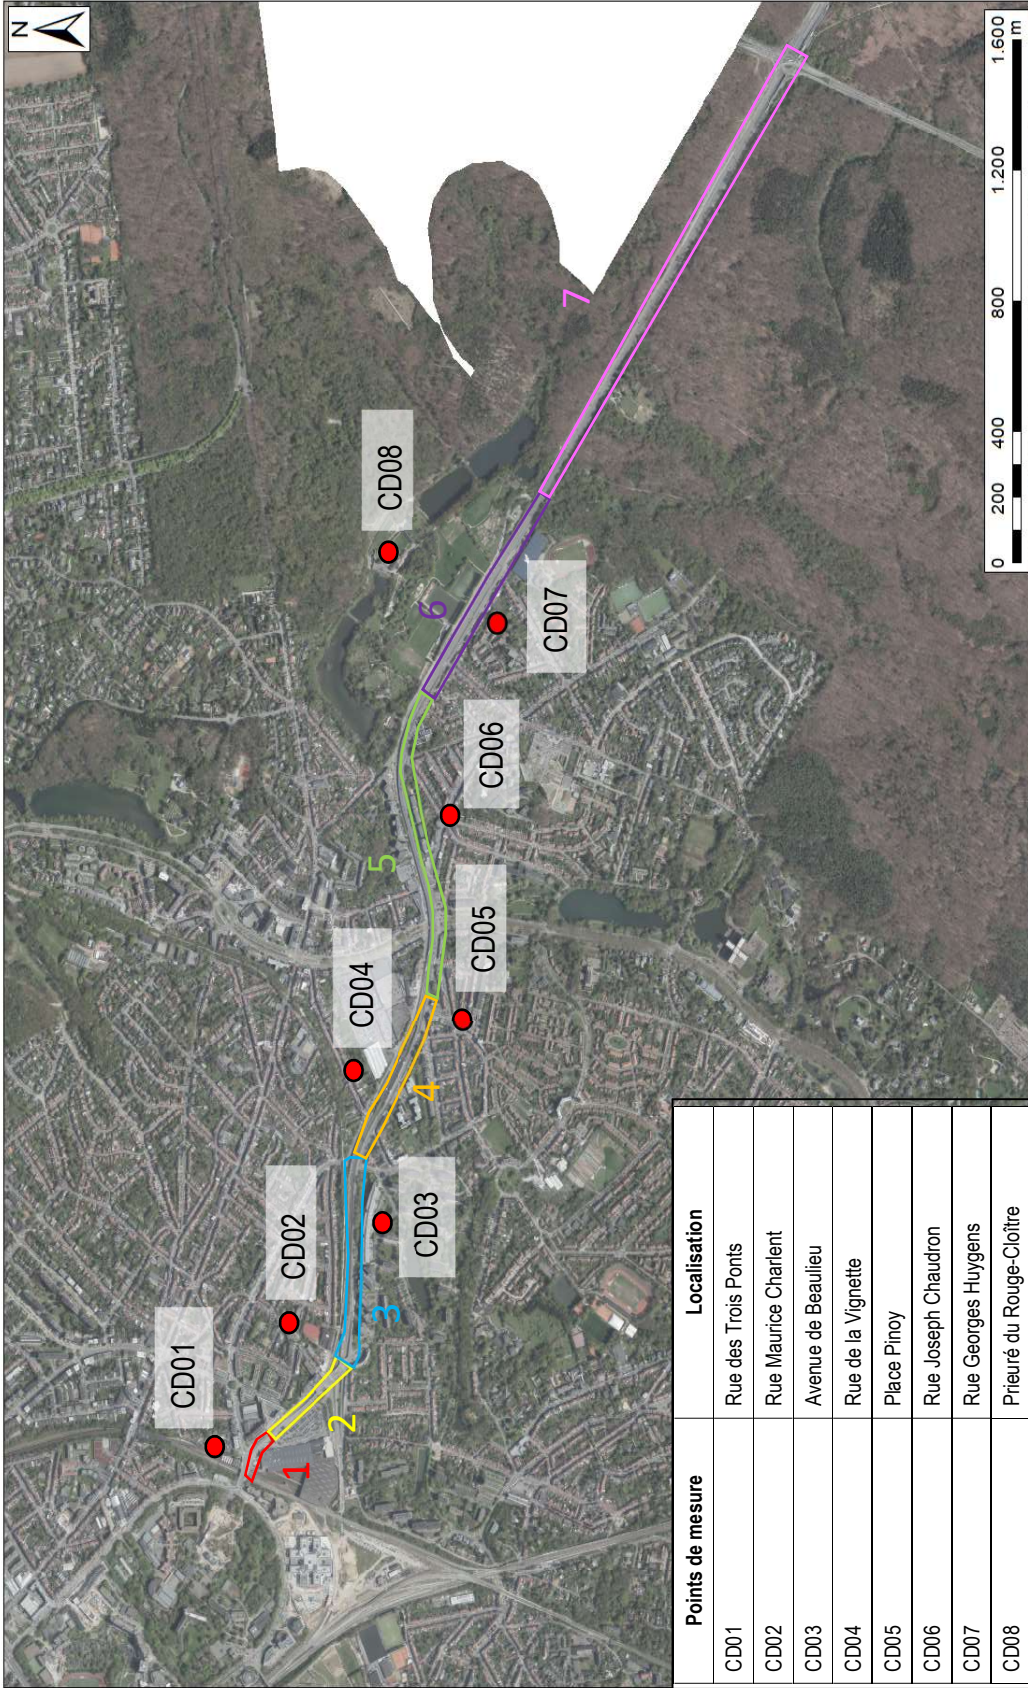 N
CD01
CD02
CD03
CD04
CD05
CD06
CD07
CD08
1
2
3
4
5
6
7
Points de mesure Localisation
CD01 Rue des Trois Ponts
CD02 Rue Maurice Charlent
CD03 Avenue de Beaulieu
CD04 Rue de la Vignette
CD05 Place Pinoy
CD06 Rue Joseph Chaudron
CD07 Rue Georges Huygens
CD08 Prieuré du Rouge-Cloître
0 200 400 800 1.200 1.600
m